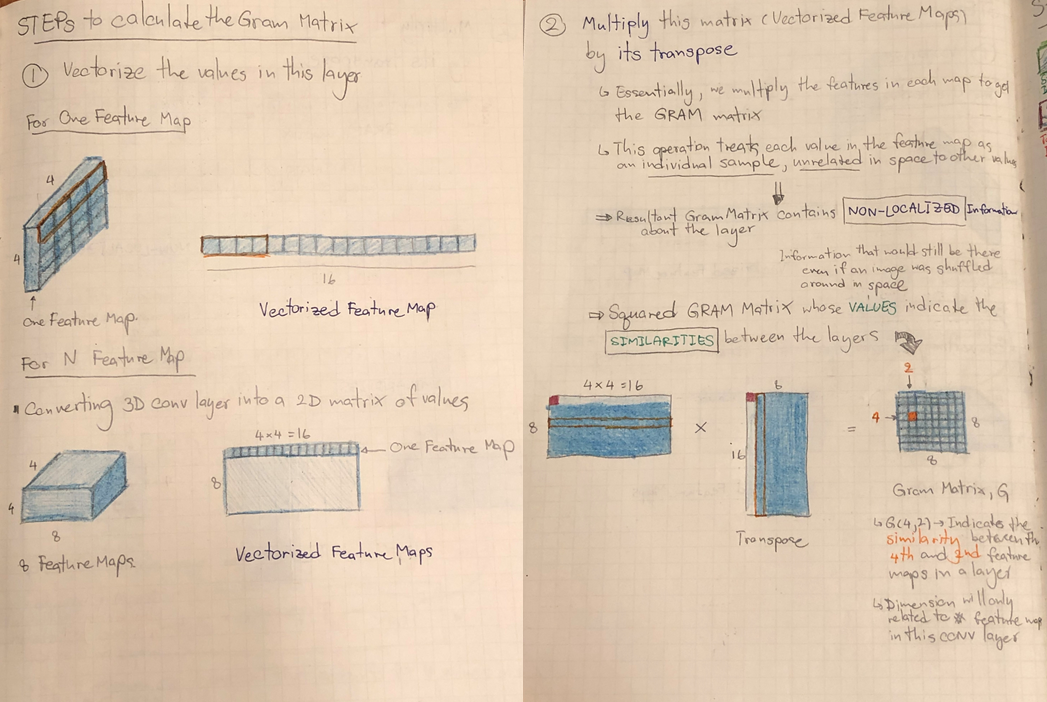 STEPs to calculate the Gram Matrix
① Vectorize the values in this layer
For One Feature Map
4
4
One Feature Map.
16
Vectorized Feature Map
For N Feature Map
Converting 3D conv layer into a 2D matrix of values
4
4
8
8 Feature Maps
4×4 = 16
8
One Feature Map
Vectorized Feature Maps
② Multiply this matrix (Vectorized Feature Maps)
by its transpose
↳ Essentially, we multiply the features in each map to get
the GRAM matrix
↳ This operation treats each value in the feature map as
an individual sample, unrelated in space to other value
⇒ Resultant Gram Matrix contains NON-LOCALIZED Information
about the layer
Information that would still be there
even if an image was shuffled
around in space
⇒ Squared GRAM Matrix whose VALUES indicate the
SIMILARITIES between the layers
4×4 = 16
8
×
16
Transpose
=
2
4
8
8
Gram Matrix, G
↳ G(4,2) → Indicates the
similarity between th
4th and 2nd feature
maps in a layer
↳ Dimension will only
related to # feature map
in this CONV layer